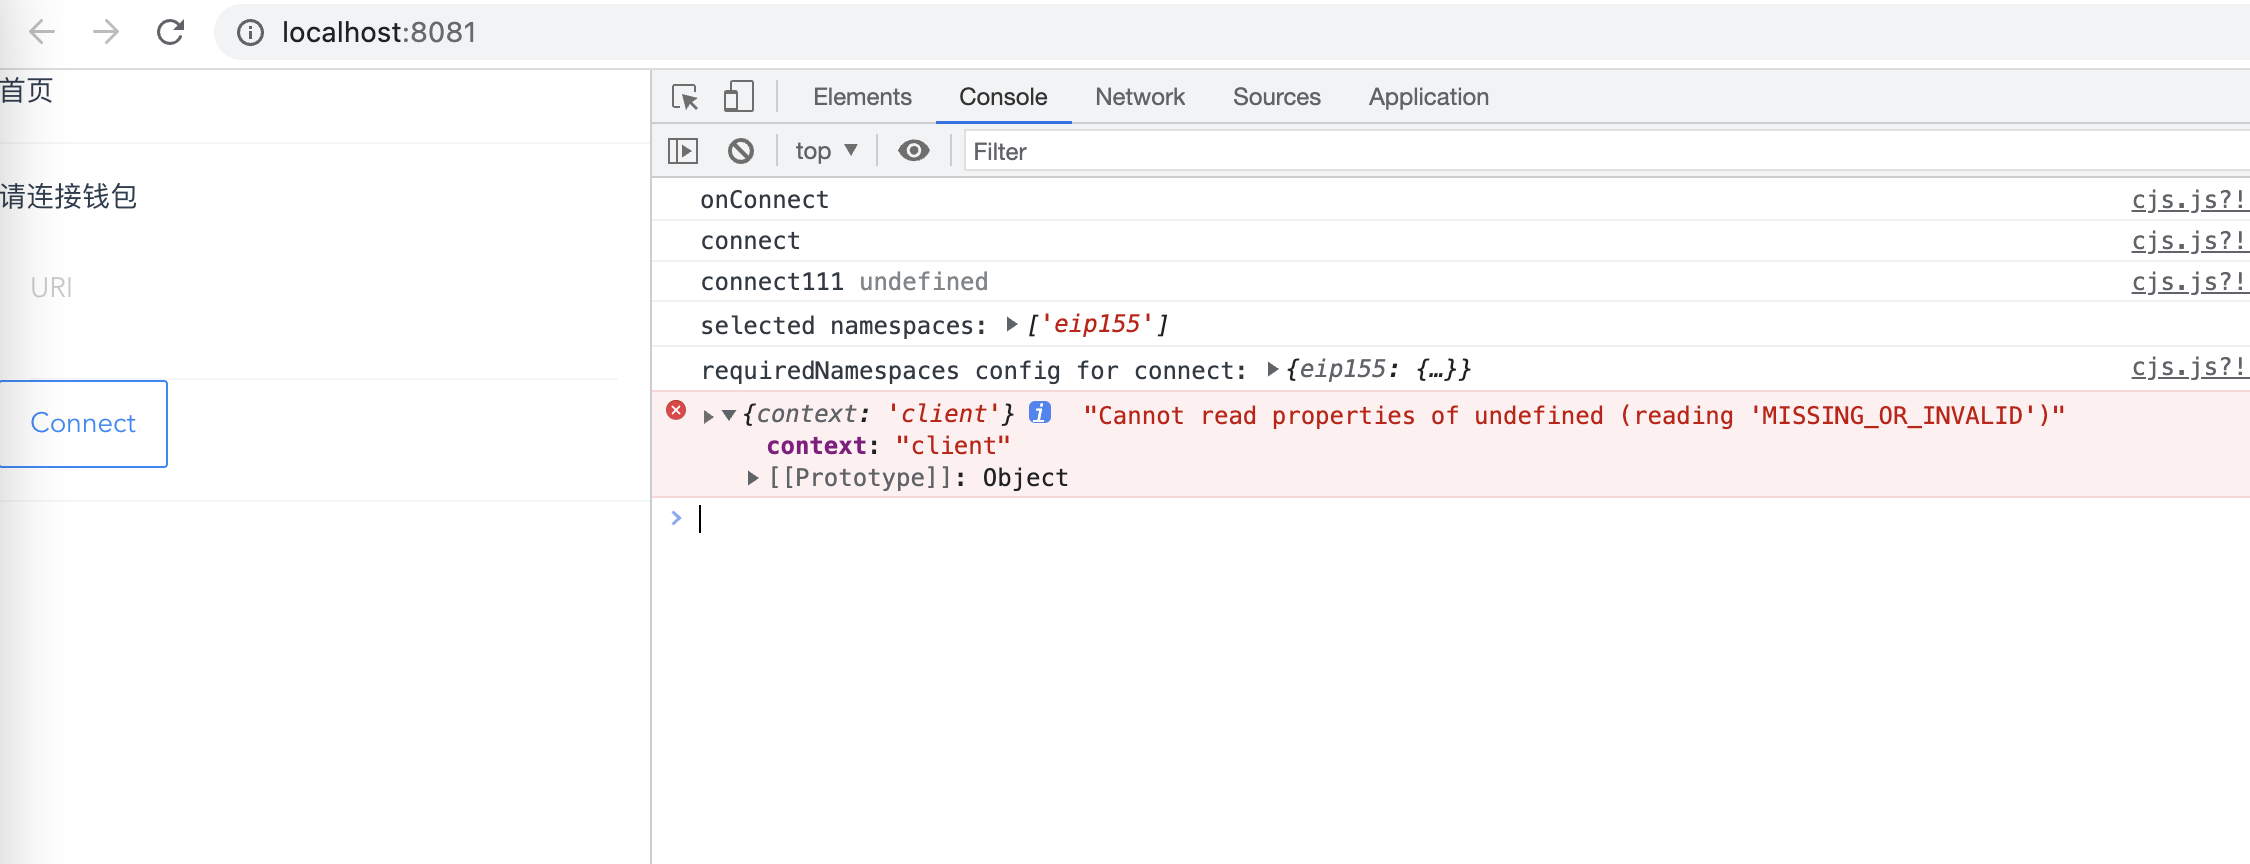 localhost:8081
首页
请连接钱包
URI
Connect
Elements Console Network Sources Application
top Filter
onConnect cjs.js?!
connect cjs.js?!
connect111 undefined cjs.js?!
selected namespaces: ['eip155']
requiredNamespaces config for connect: {eip155: {…}} cjs.js?!
{context: 'client'} i "Cannot read properties of undefined (reading 'MISSING_OR_INVALID')"
context: "client"
[[Prototype]]: Object